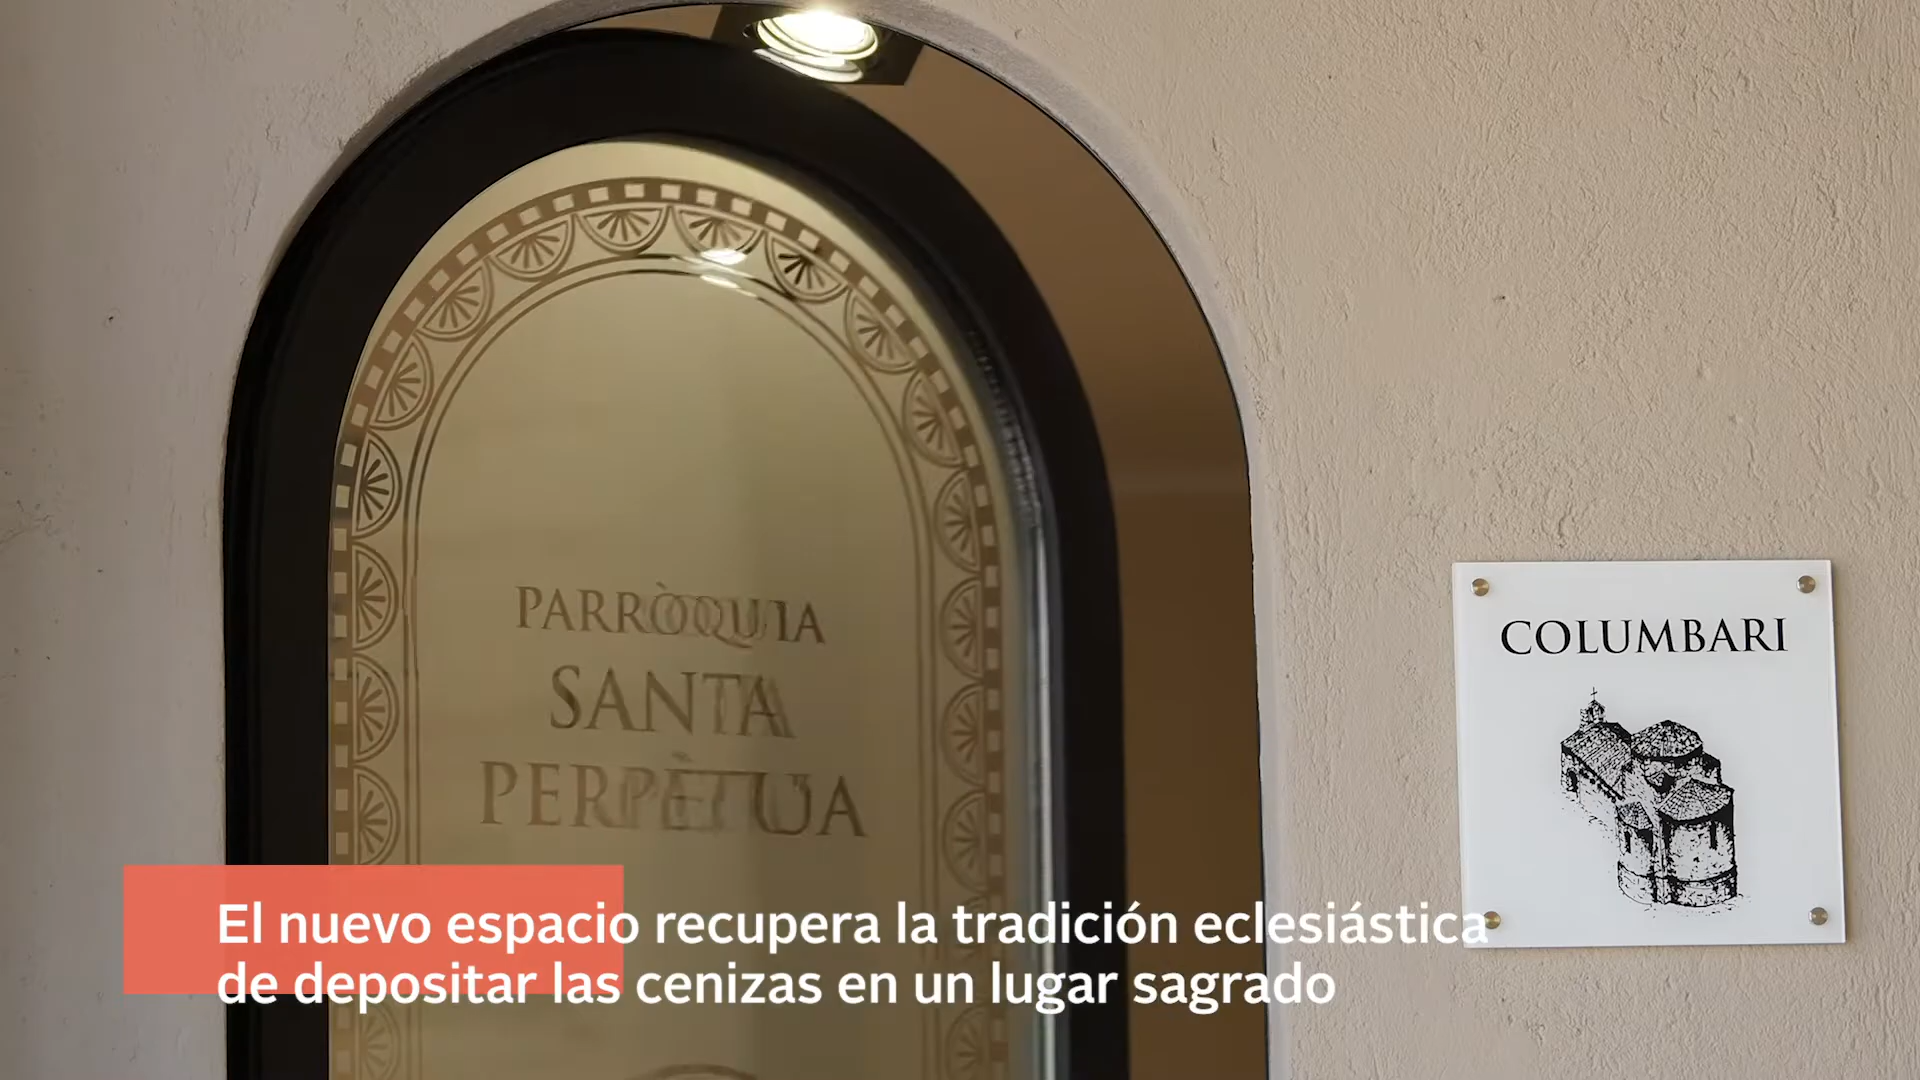 PARRÒQUIA
SANTA
PERPÈTUA
COLUMBARI
El nuevo espacio recupera la tradición eclesiástica
de depositar las cenizas en un lugar sagrado